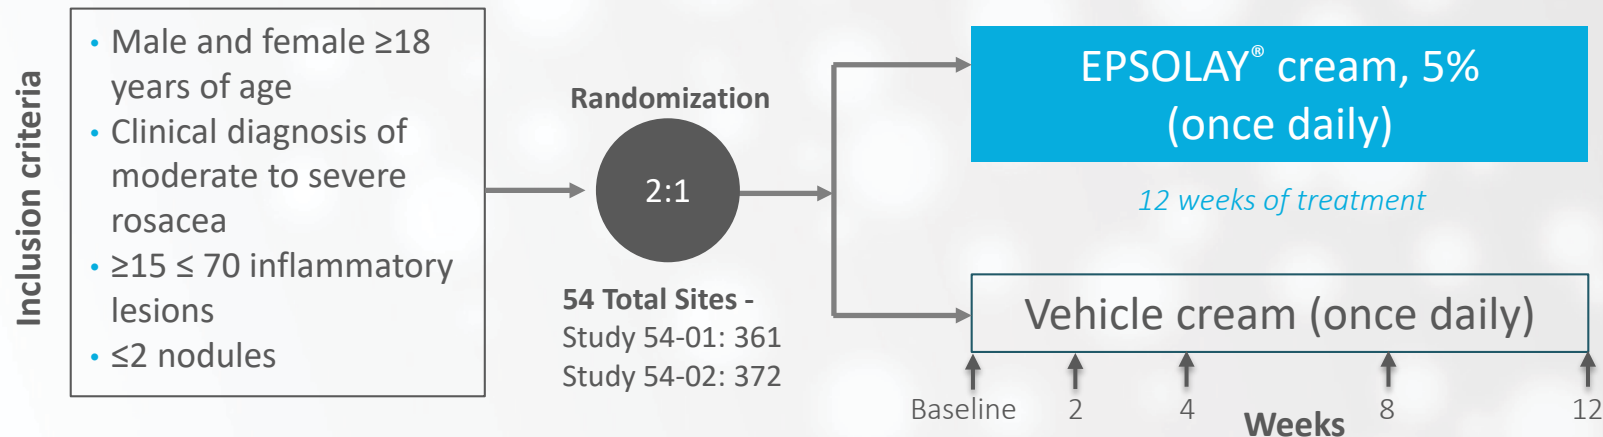 Inclusion criteria
• Male and female ≥18
years of age
• Clinical diagnosis of
moderate to severe
rosacea
• ≥15 ≤ 70 inflammatory
lesions
• ≤2 nodules
Randomization
2:1
54 Total Sites -
Study 54-01: 361
Study 54-02: 372
EPSOLAY® cream, 5%
(once daily)
12 weeks of treatment
Vehicle cream (once daily)
Baseline 2 4 8 12
Weeks